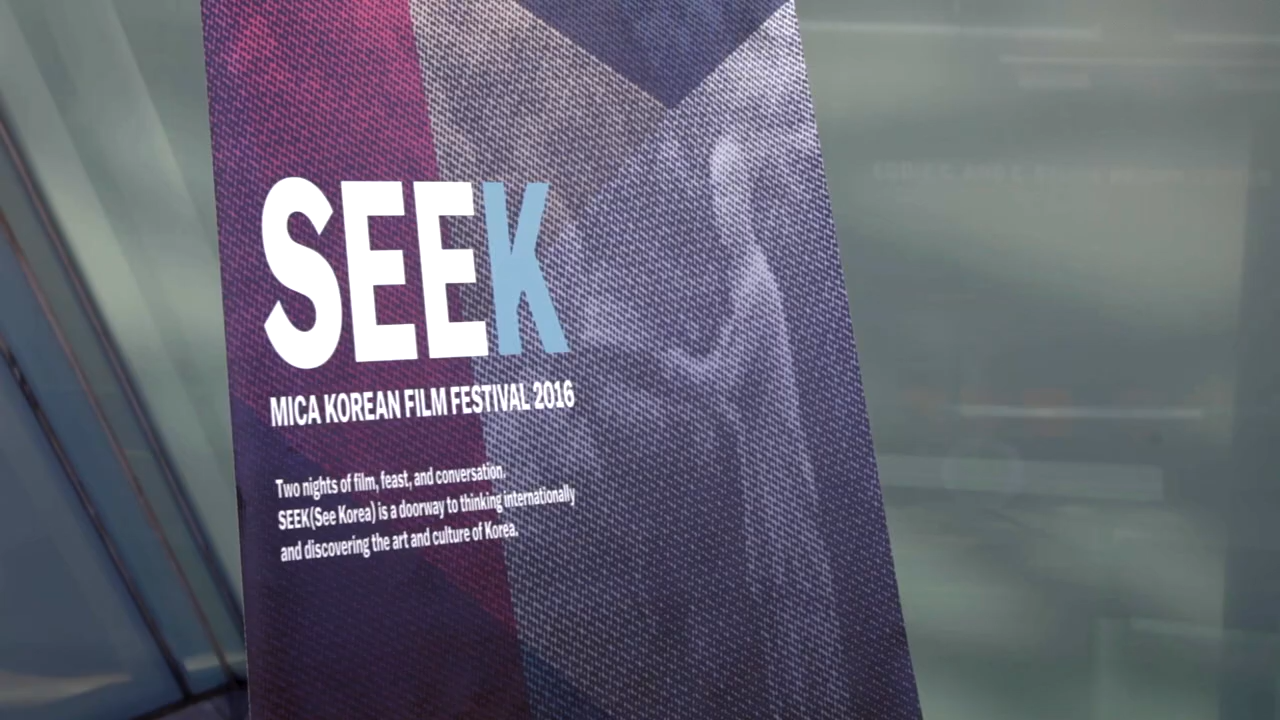 SEEK
MICA KOREAN FILM FESTIVAL 2016
Two nights of film, feast, and conversation.
SEEK(See Korea) is a doorway to thinking internationally
and discovering the art and culture of Korea.